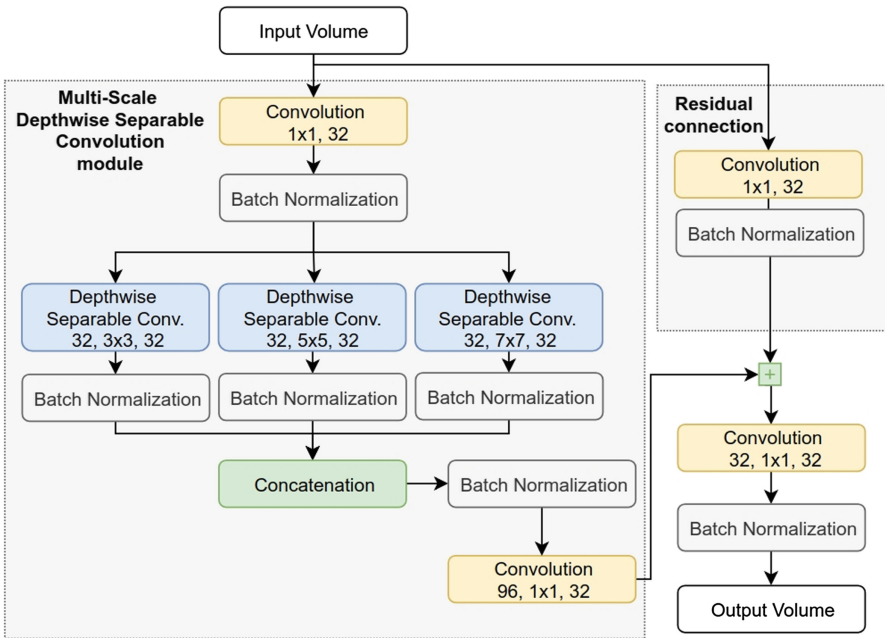 Input Volume
Multi-Scale
Depthwise Separable
Convolution
module
Convolution
1x1, 32
Batch Normalization
Depthwise
Separable Conv.
32, 3x3, 32
Depthwise
Separable Conv.
32, 5x5, 32
Depthwise
Separable Conv.
32, 7x7, 32
Batch Normalization
Batch Normalization
Batch Normalization
Concatenation
Batch Normalization
Convolution
96, 1x1, 32
Residual
connection
Convolution
1x1, 32
Batch Normalization
+
Convolution
32, 1x1, 32
Batch Normalization
Output Volume